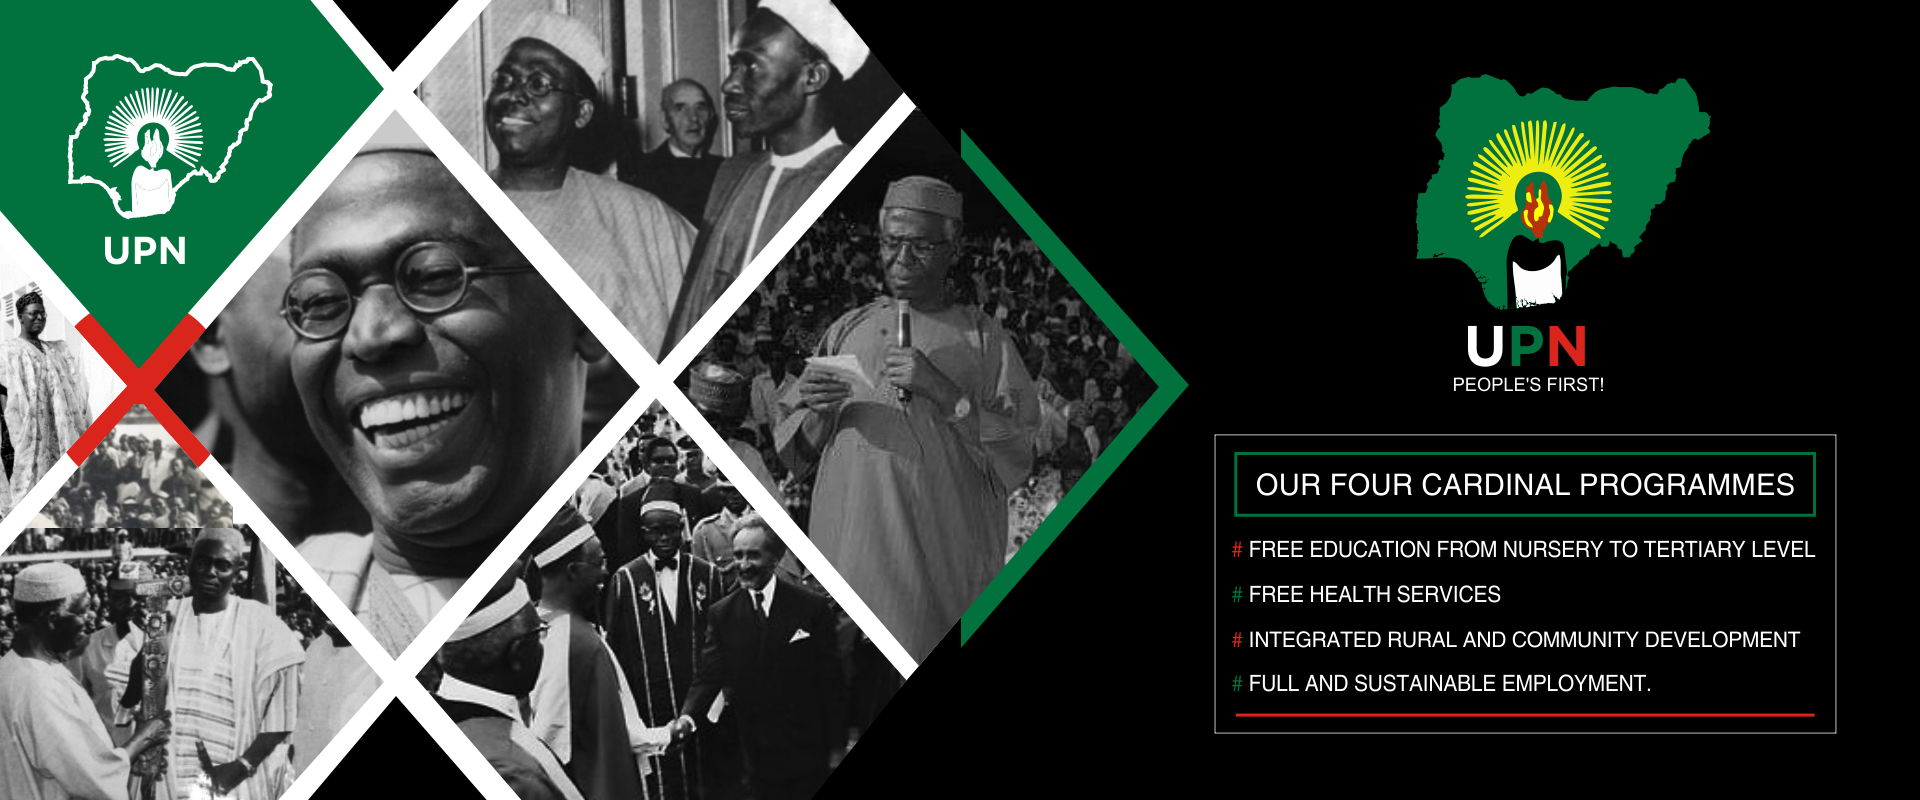 UPN
UPN
PEOPLE'S FIRST!
OUR FOUR CARDINAL PROGRAMMES
# FREE EDUCATION FROM NURSERY TO TERTIARY LEVEL
# FREE HEALTH SERVICES
# INTEGRATED RURAL AND COMMUNITY DEVELOPMENT
# FULL AND SUSTAINABLE EMPLOYMENT.